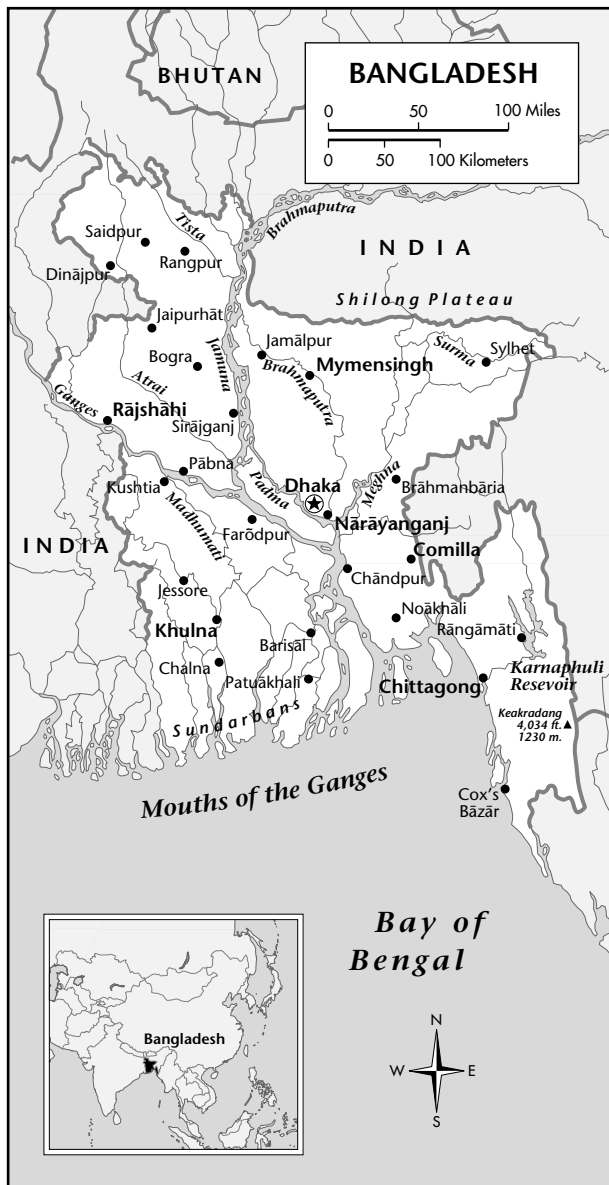 BHUTAN
BANGLADESH
0 50 100 Miles
0 50 100 Kilometers
Tista
Brahmaputra
Saidpur
Rangpur
Dinājpur
INDIA
Shilong Plateau
Jaipurhāt
Jamuna
Jamālpur
Surma
Sylhet
Bogra
Brahmaputra
Mymensingh
Atrai
Ganges
Rājshāhi
Sirājganj
Pābna
Padma
Dhaka
Meghna
Kushtia
Brāhmanbāria
Madhumati
Farōdpur
Nārāyanganj
INDIA
Comilla
Chāndpur
Jessore
Noākhāli
Khulna
Barisāl
Rāngāmāti
Chalna
Patuākhali
Chittagong
Karnaphuli
Resevoir
Sundarbans
Keakradang
4,034 ft.
1230 m.
Mouths of the Ganges
Cox's
Bāzār
Bay of
Bengal
Bangladesh
N
W E
S